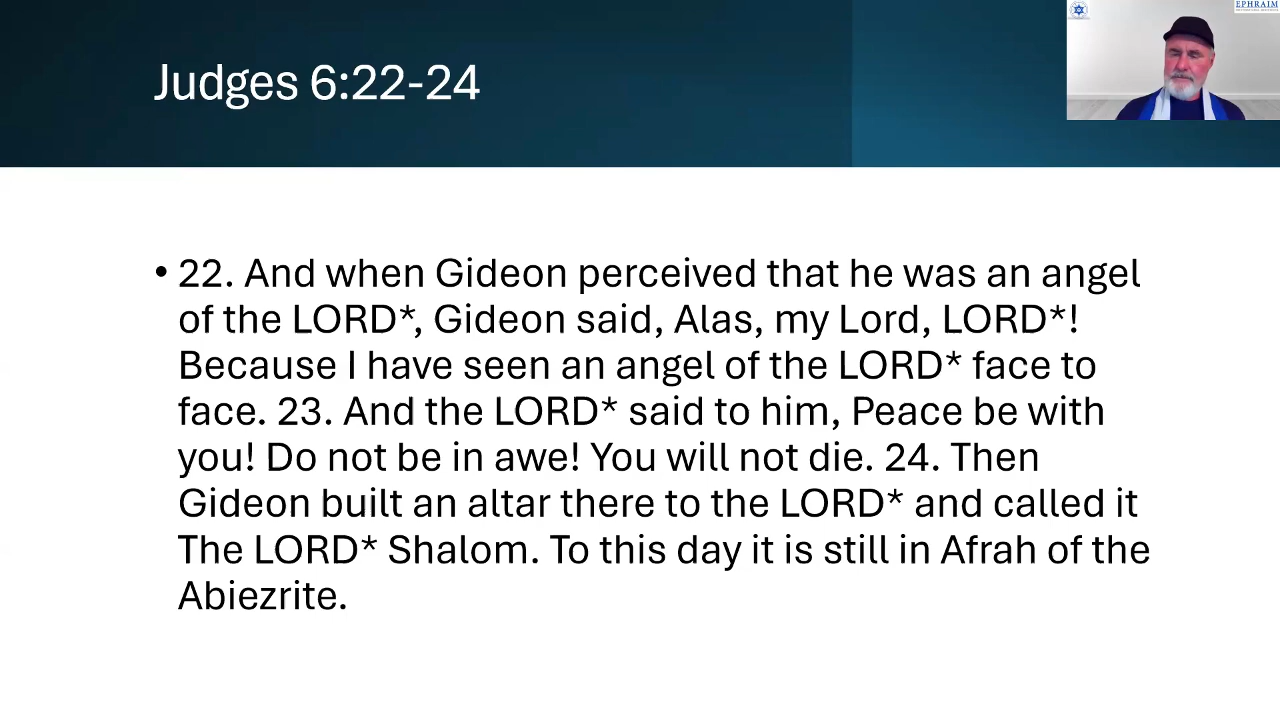 Judges 6:22-24
EPHRAIM
• 22. And when Gideon perceived that he was an angel
of the LORD*, Gideon said, Alas, my Lord, LORD*!
Because I have seen an angel of the LORD* face to
face. 23. And the LORD* said to him, Peace be with
you! Do not be in awe! You will not die. 24. Then
Gideon built an altar there to the LORD* and called it
The LORD* Shalom. To this day it is still in Afrah of the
Abiezrite.